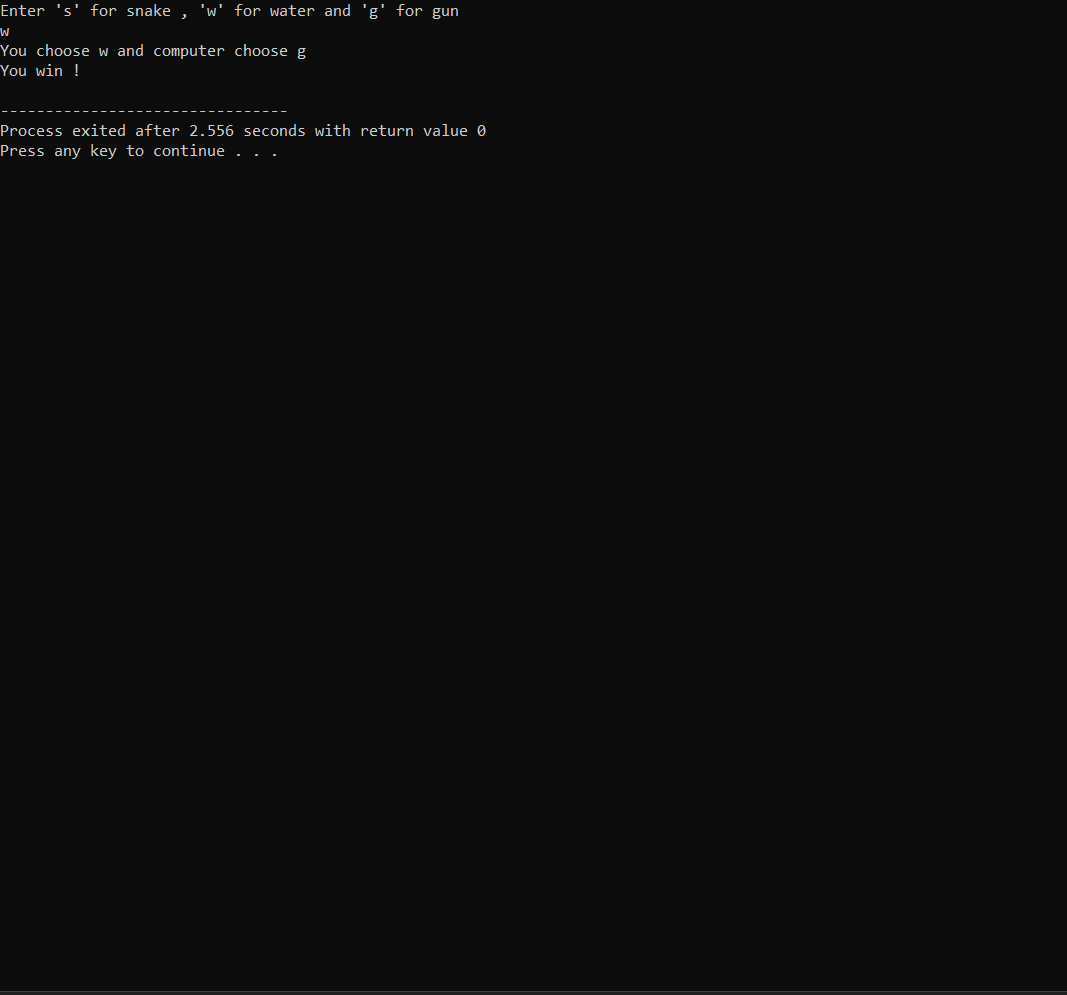 Enter 's' for snake , 'w' for water and 'g' for gun
w
You choose w and computer choose g
You win !
--------------------------------
Process exited after 2.556 seconds with return value 0
Press any key to continue . . .